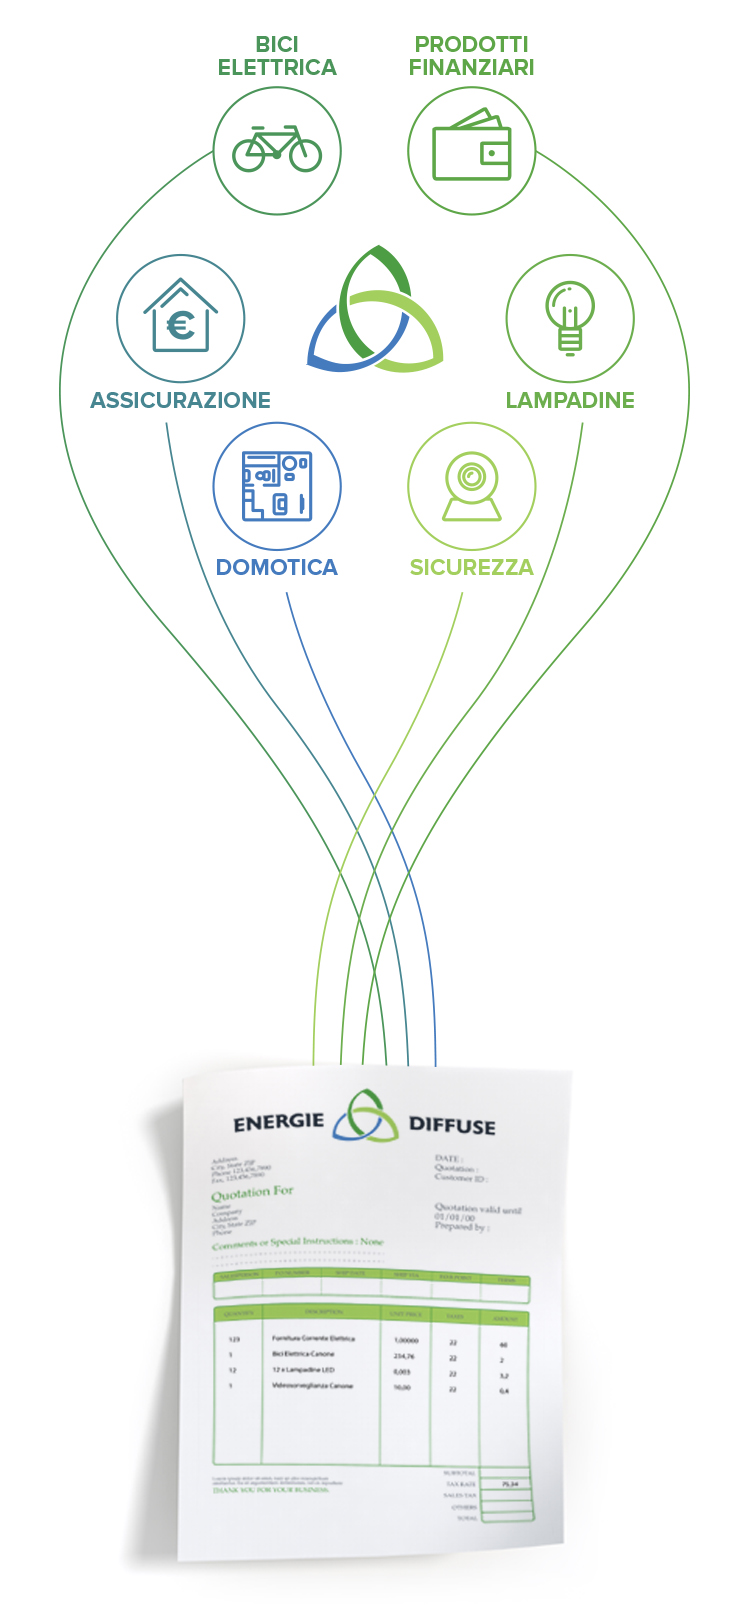 BICI
ELETTRICA
PRODOTTI
FINANZIARI
€
ASSICURAZIONE
LAMPADINE
DOMOTICA
SICUREZZA
ENERGIE DIFFUSE
Address
City, State ZIP
Phone 123,456,7890
Fax, 123,456,7890
DATE :
Quotation :
Customer ID :
Quotation For
Name
Company
Address
City, State ZIP
Phone
Quotation valid until
01/01/00
Prepared by :
Comments or Special Instructions : None
QUANTITY DESCRIPTION UNIT PRICE TAXES AMOUNT
123 Fornitura Corrente Elettrica 1,00000 22 60
1 Bici Elettrica Canone 234,76 22 2
12 12 x Lampadine LED 0,003 22 3,2
1 Videosorveglianza Canone 10,00 22 0,4
SUBTOTAL
TAX RATE 75,34
SALES TAX
OTHERS
TOTAL
THANK YOU FOR YOUR BUSINESS.